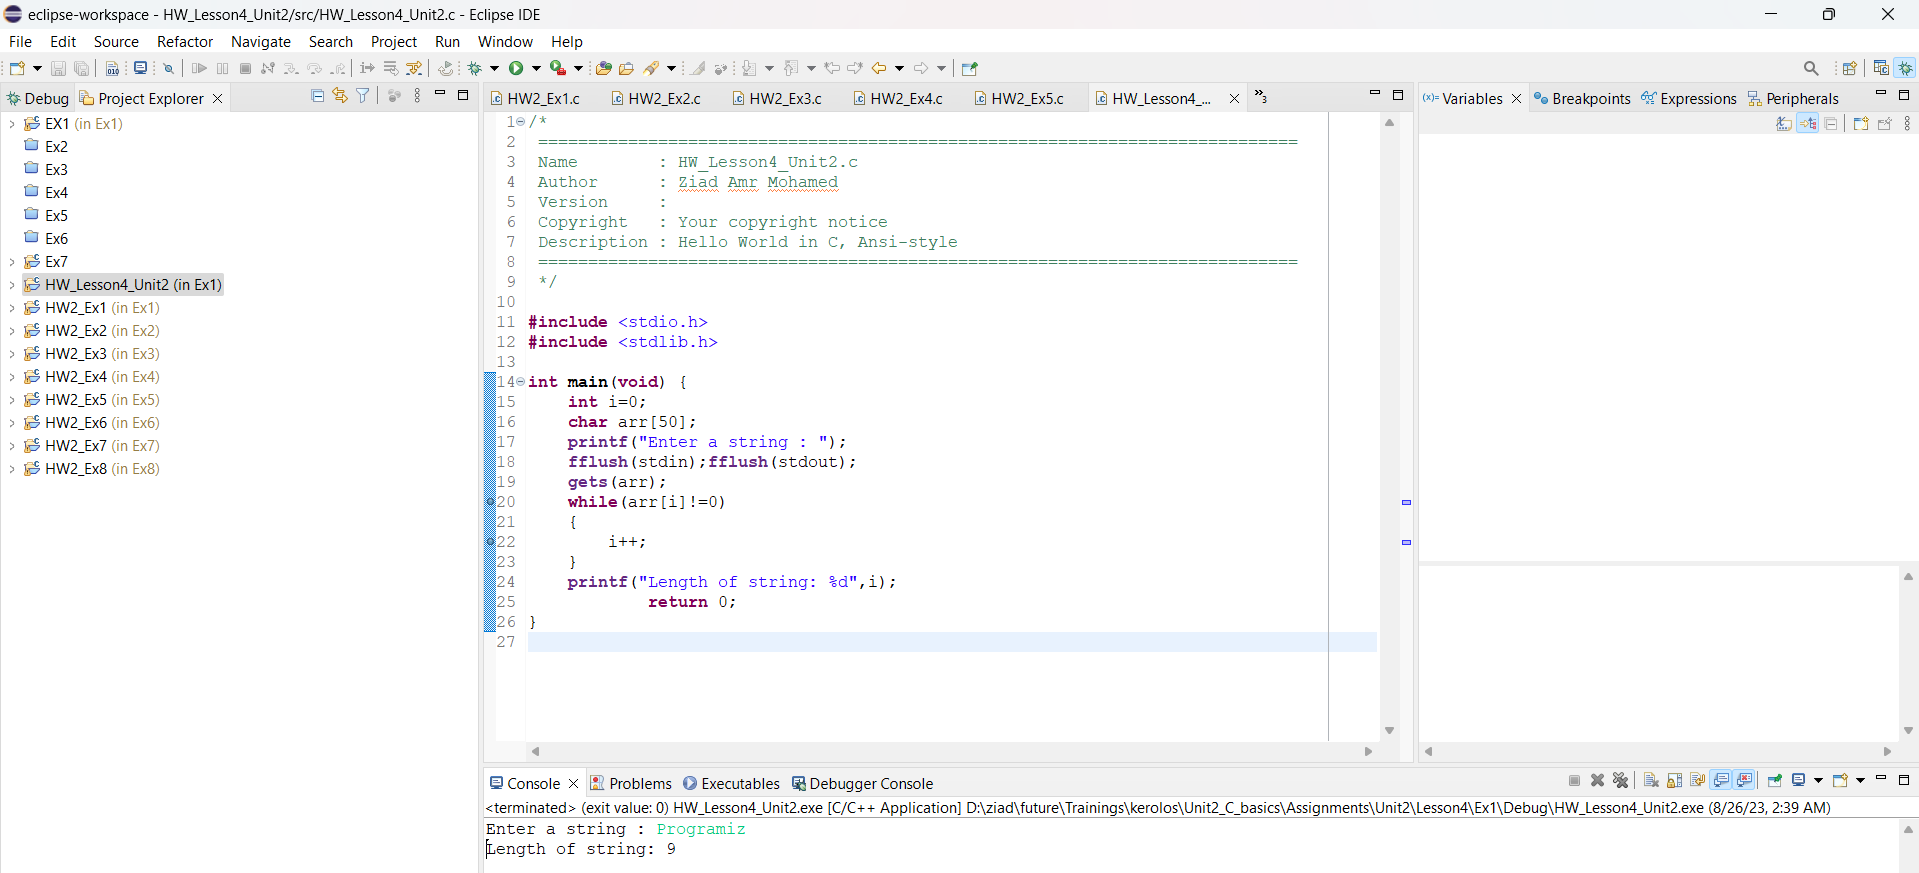 eclipse-workspace - HW_Lesson4_Unit2/src/HW_Lesson4_Unit2.c - Eclipse IDE
File Edit Source Refactor Navigate Search Project Run Window Help
Debug Project Explorer
EX1 (in Ex1)
Ex2
Ex3
Ex4
Ex5
Ex6
Ex7
HW_Lesson4_Unit2 (in Ex1)
HW2_Ex1 (in Ex1)
HW2_Ex2 (in Ex2)
HW2_Ex3 (in Ex3)
HW2_Ex4 (in Ex4)
HW2_Ex5 (in Ex5)
HW2_Ex6 (in Ex6)
HW2_Ex7 (in Ex7)
HW2_Ex8 (in Ex8)
HW2_Ex1.c HW2_Ex2.c HW2_Ex3.c HW2_Ex4.c HW2_Ex5.c HW_Lesson4_... »3
1 /*
2 ============================================================================
3 Name : HW_Lesson4_Unit2.c
4 Author : Ziad Amr Mohamed
5 Version :
6 Copyright : Your copyright notice
7 Description : Hello World in C, Ansi-style
8 ============================================================================
9 */
10
11 #include <stdio.h>
12 #include <stdlib.h>
13
14 int main(void) {
15 int i=0;
16 char arr[50];
17 printf("Enter a string : ");
18 fflush(stdin);fflush(stdout);
19 gets(arr);
20 while(arr[i]!=0)
21 {
22 i++;
23 }
24 printf("Length of string: %d",i);
25 return 0;
26 }
27
(x)= Variables Breakpoints Expressions Peripherals
Console Problems Executables Debugger Console
<terminated> (exit value: 0) HW_Lesson4_Unit2.exe [C/C++ Application] D:\ziad\future\Trainings\kerolos\Unit2_C_basics\Assignments\Unit2\Lesson4\Ex1\Debug\HW_Lesson4_Unit2.exe (8/26/23, 2:39 AM)
Enter a string : Programiz
Length of string: 9